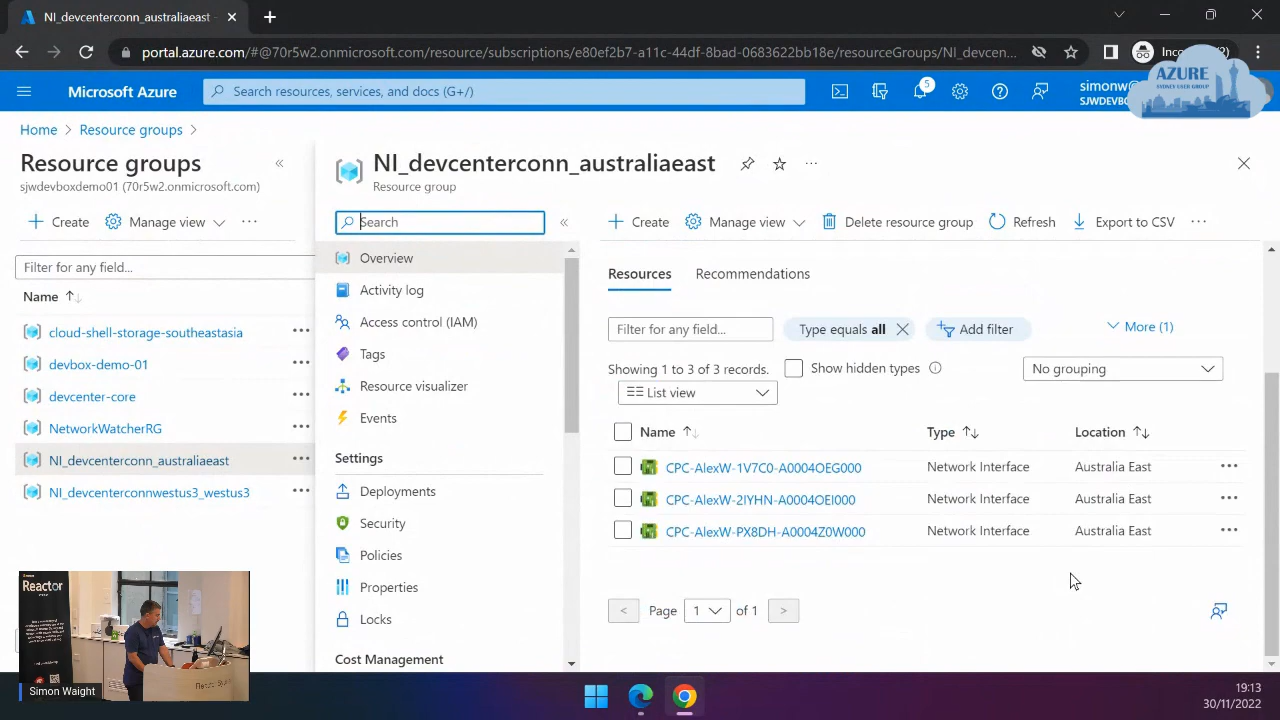 NI_devcenterconn_australiaeast -
portal.azure.com/#@70r5w2.onmicrosoft.com/resource/subscriptions/e80ef2b7-a11c-44df-8bad-0683622bb18e/resourceGroups/NI_devcen...
Microsoft Azure
Search resources, services, and docs (G+/)
5
AZURE
SYDNEY USER GROUP
Home > Resource groups >
Resource groups
sjwdevboxdemo01 (70r5w2.onmicrosoft.com)
Create
Manage view
Filter for any field...
Name
cloud-shell-storage-southeastasia
devbox-demo-01
devcenter-core
NetworkWatcherRG
NI_devcenterconn_australiaeast
NI_devcenterconnwestus3_westus3
NI_devcenterconn_australiaeast
Resource group
Search
Overview
Activity log
Access control (IAM)
Tags
Resource visualizer
Events
Settings
Deployments
Security
Policies
Properties
Locks
Cost Management
Create
Manage view
Delete resource group
Refresh
Export to CSV
Resources
Recommendations
Filter for any field...
Type equals all
Add filter
More (1)
Showing 1 to 3 of 3 records.
Show hidden types
No grouping
List view
Name Type Location
CPC-AlexW-1V7C0-A0004OEG000 Network Interface Australia East
CPC-AlexW-2IYHN-A0004OEI000 Network Interface Australia East
CPC-AlexW-PX8DH-A0004Z0W000 Network Interface Australia East
< Page 1 of 1 >
Reactor
Simon Waight
19:13
30/11/2022